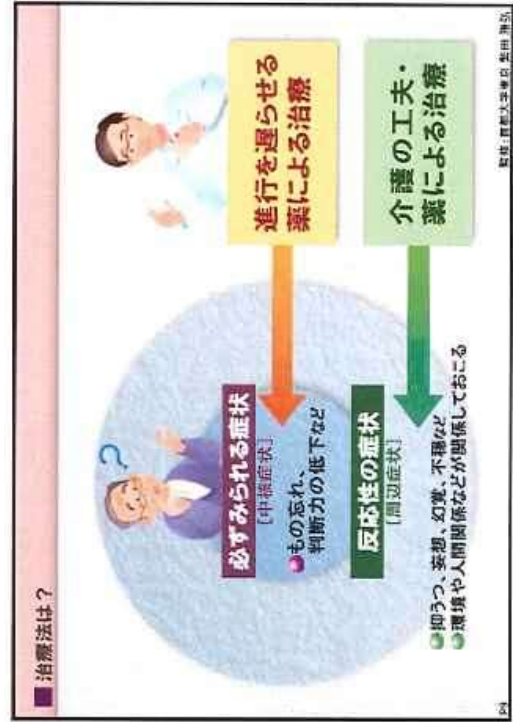 ■ 治療法は?
?
必ずみられる症状
[中核症状]
●もの忘れ、
判断力の低下など
進行を遅らせる
薬による治療
反応性の症状
[周辺症状]
●抑うつ、妄想、幻覚、不穏など
●環境や人間関係などが関係しておこる
介護の工夫・
薬による治療